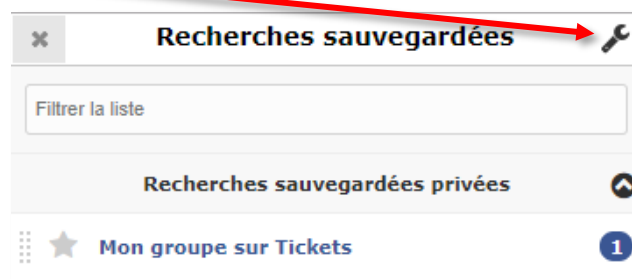 Recherches sauvegardées
Filtrer la liste
Recherches sauvegardées privées
Mon groupe sur Tickets 1